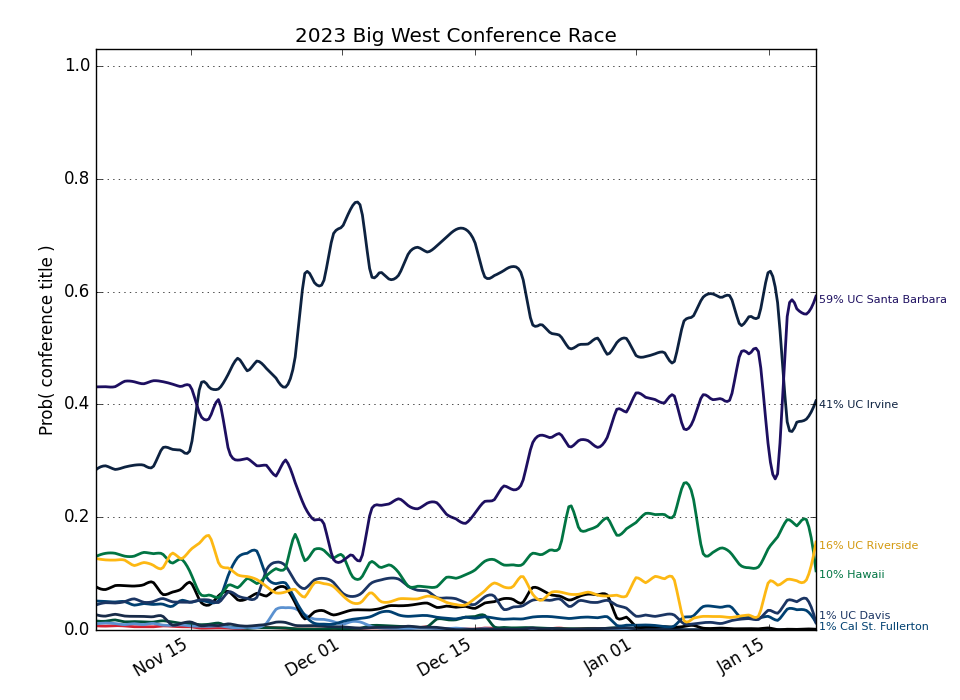 2023 Big West Conference Race
Prob( conference title )
1.0
0.8
0.6
0.4
0.2
0.0
Nov 15
Dec 01
Dec 15
Jan 01
Jan 15
59% UC Santa Barbara
41% UC Irvine
16% UC Riverside
10% Hawaii
1% UC Davis
1% Cal St. Fullerton